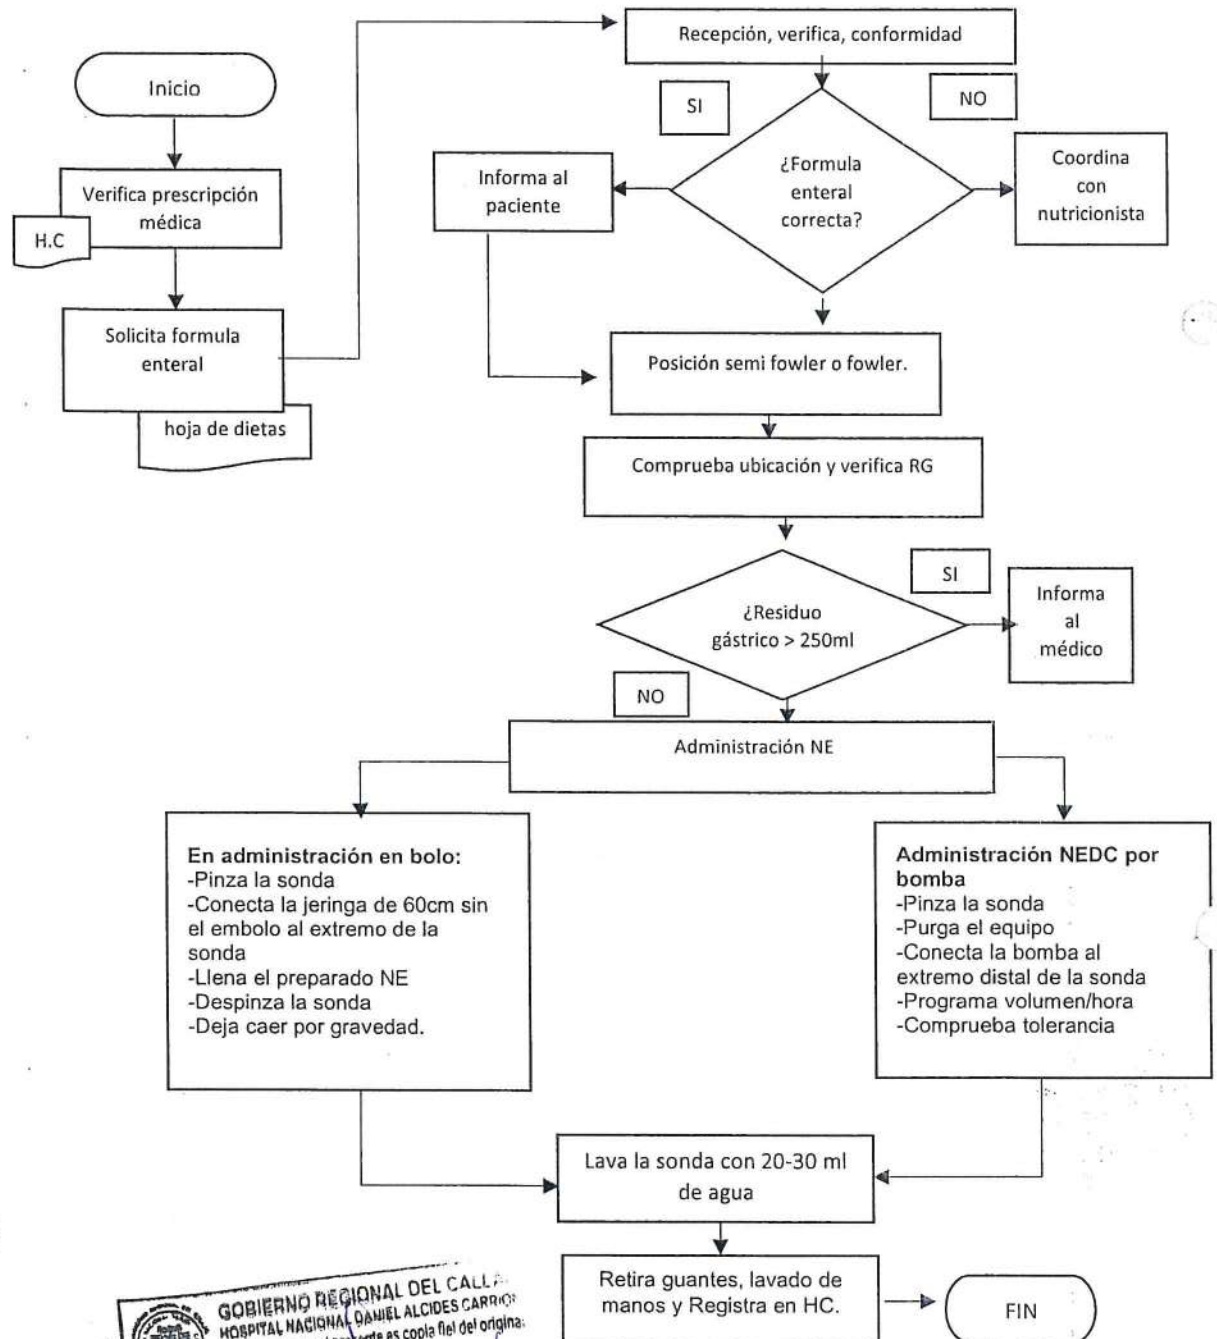 Inicio
Verifica prescripción
médica
H.C
Solicita formula
enteral
hoja de dietas
Recepción, verifica, conformidad
SI
NO
¿Formula
enteral
correcta?
Informa al
paciente
Coordina
con
nutricionista
Posición semi fowler o fowler.
Comprueba ubicación y verifica RG
¿Residuo
gástrico > 250ml
SI
Informa
al
médico
NO
Administración NE
En administración en bolo:
-Pinza la sonda
-Conecta la jeringa de 60cm sin
el embolo al extremo de la
sonda
-Llena el preparado NE
-Despinza la sonda
-Deja caer por gravedad.
Administración NEDC por
bomba
-Pinza la sonda
-Purga el equipo
-Conecta la bomba al
extremo distal de la sonda
-Programa volumen/hora
-Comprueba tolerancia
Lava la sonda con 20-30 ml
de agua
Retira guantes, lavado de
manos y Registra en HC.
FIN
GOBIERNO REGIONAL DEL
HOSPITAL NACIONAL DANIEL ALCIDES
es copia fiel del